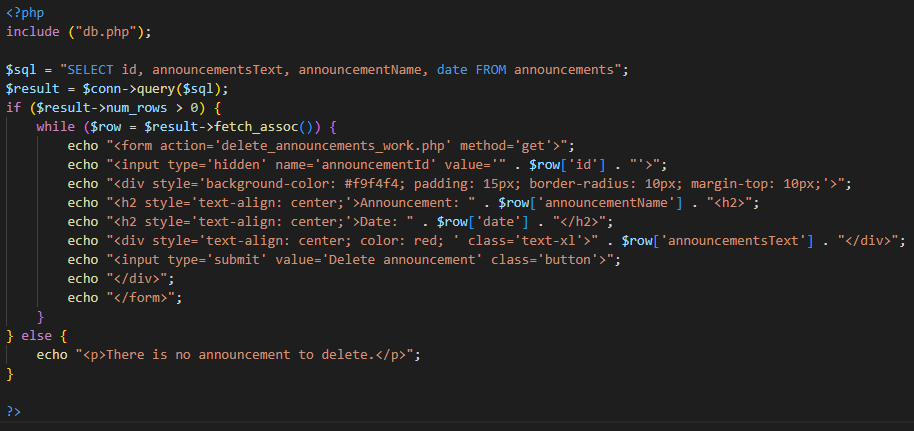 <?php
include ("db.php");

$sql = "SELECT id, announcementsText, announcementName, date FROM announcements";
$result = $conn->query($sql);
if ($result->num_rows > 0) {
    while ($row = $result->fetch_assoc()) {
        echo "<form action='delete_announcements_work.php' method='get'>";
        echo "<input type='hidden' name='announcementId' value='" . $row['id'] . "'>";
        echo "<div style='background-color: #f9f4f4; padding: 15px; border-radius: 10px; margin-top: 10px;'>";
        echo "<h2 style='text-align: center;'>Announcement: " . $row['announcementName'] . "<h2>";
        echo "<h2 style='text-align: center;'>Date: " . $row['date'] . "</h2>";
        echo "<div style='text-align: center; color: red; ' class='text-xl'>" . $row['announcementsText'] . "</div>";
        echo "<input type='submit' value='Delete announcement' class='button'>";
        echo "</div>";
        echo "</form>";
    }
} else {
    echo "<p>There is no announcement to delete.</p>";
}

?>